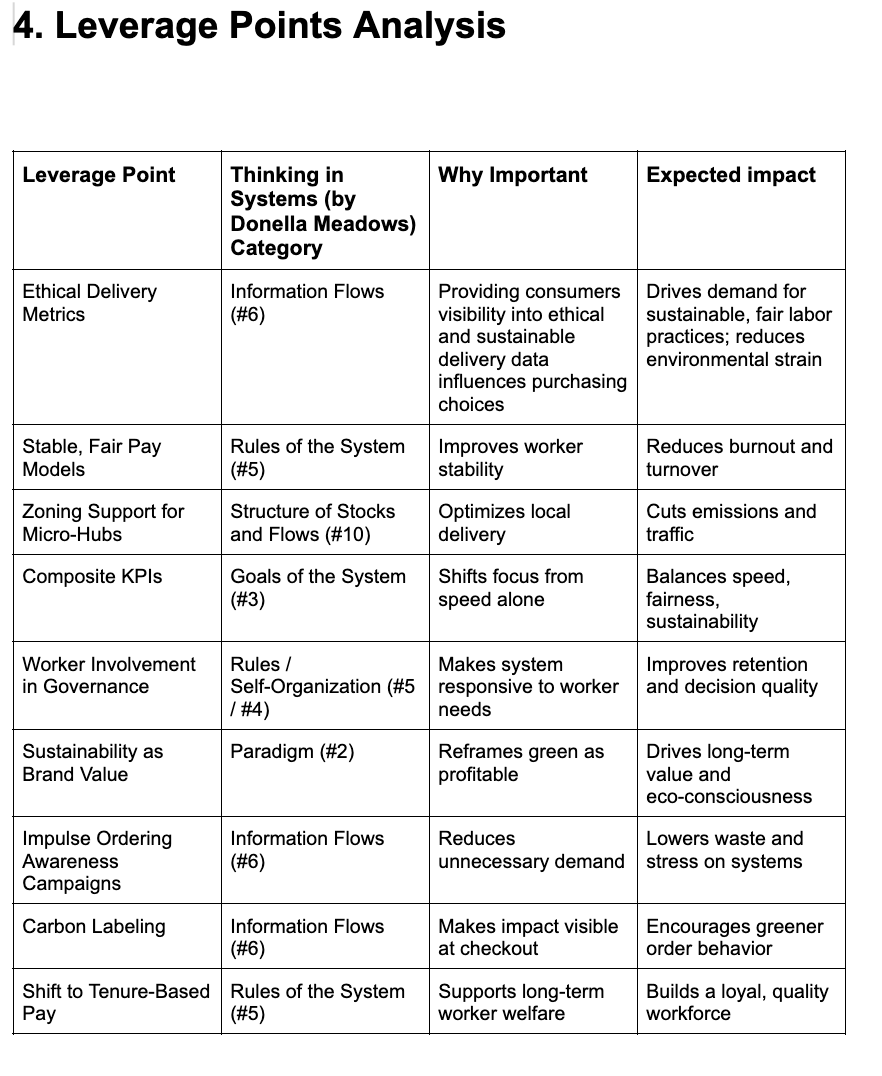 4. Leverage Points Analysis
Leverage Point
Thinking in
Systems (by
Donella Meadows)
Category
Why Important
Expected impact
Ethical Delivery
Metrics
Information Flows
(#6)
Providing consumers
visibility into ethical
and sustainable
delivery data
influences purchasing
choices
Drives demand for
sustainable, fair labor
practices; reduces
environmental strain
Stable, Fair Pay
Models
Rules of the System
(#5)
Improves worker
stability
Reduces burnout and
turnover
Zoning Support for
Micro-Hubs
Structure of Stocks
and Flows (#10)
Optimizes local
delivery
Cuts emissions and
traffic
Composite KPIs
Goals of the System
(#3)
Shifts focus from
speed alone
Balances speed,
fairness,
sustainability
Worker Involvement
in Governance
Rules /
Self-Organization (#5
/ #4)
Makes system
responsive to worker
needs
Improves retention
and decision quality
Sustainability as
Brand Value
Paradigm (#2)
Reframes green as
profitable
Drives long-term
value and
eco-consciousness
Impulse Ordering
Awareness
Campaigns
Information Flows
(#6)
Reduces
unnecessary demand
Lowers waste and
stress on systems
Carbon Labeling
Information Flows
(#6)
Makes impact visible
at checkout
Encourages greener
order behavior
Shift to Tenure-Based
Pay
Rules of the System
(#5)
Supports long-term
worker welfare
Builds a loyal, quality
workforce